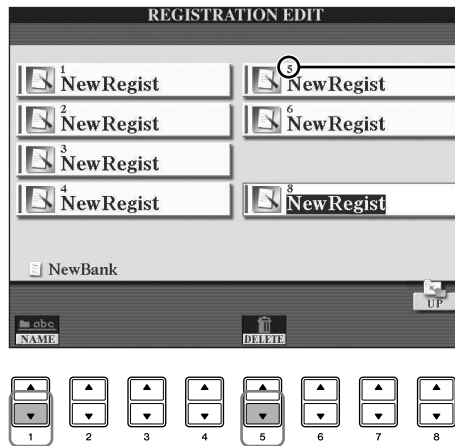 REGISTRATION EDIT
1
NewRegist
5
NewRegist
2
NewRegist
6
NewRegist
3
NewRegist
4
NewRegist
8
NewRegist
NewBank
UP
abc
NAME
DELETE
1 2 3 4 5 6 7 8